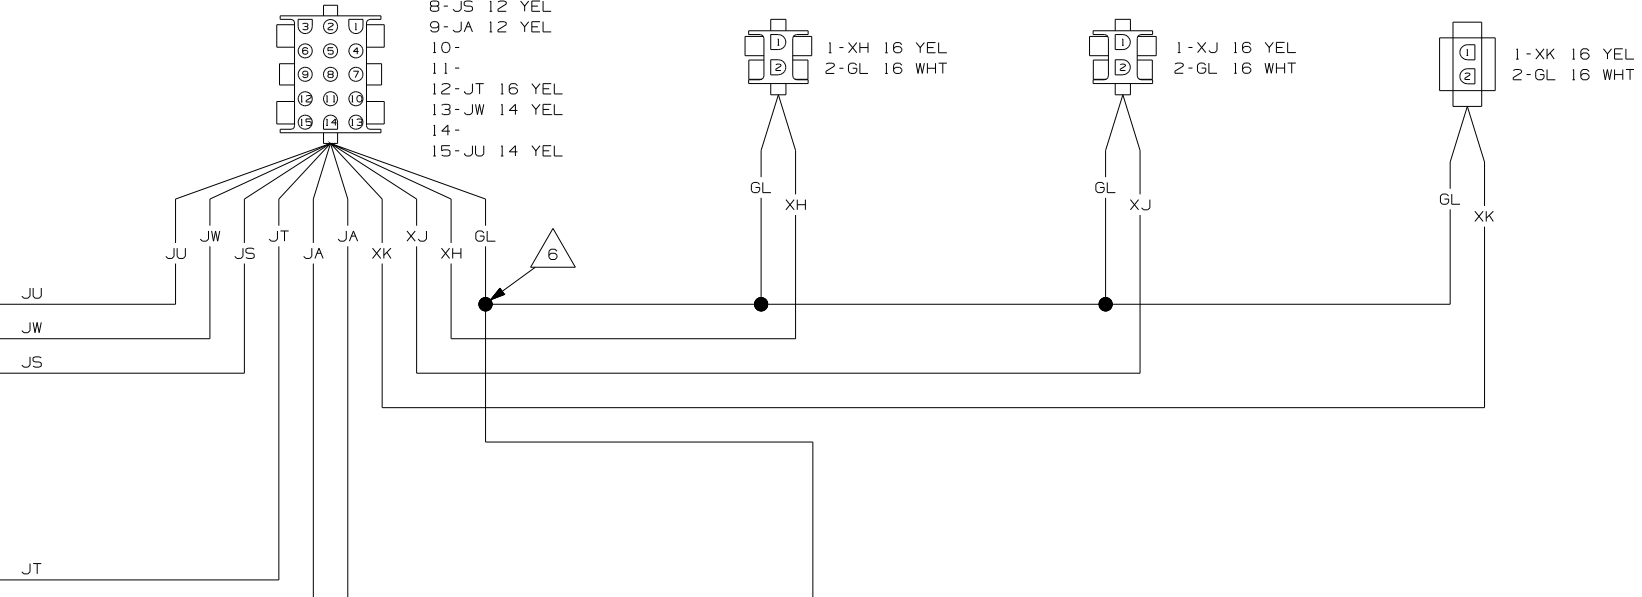 8-JS 12 YEL
9-JA 12 YEL
10-
11-
12-JT 16 YEL
13-JW 14 YEL
14-
15-JU 14 YEL
3 2 1
6 5 4
9 8 7
12 11 10
15 14 13
1
2
1-XH 16 YEL
2-GL 16 WHT
1
2
1-XJ 16 YEL
2-GL 16 WHT
1
2
1-XK 16 YEL
2-GL 16 WHT
JU
JW
JS
JT
JA
JA
XK
XJ
XH
GL
6
GL
XH
GL
XJ
GL
XK
JU
JW
JS
JT